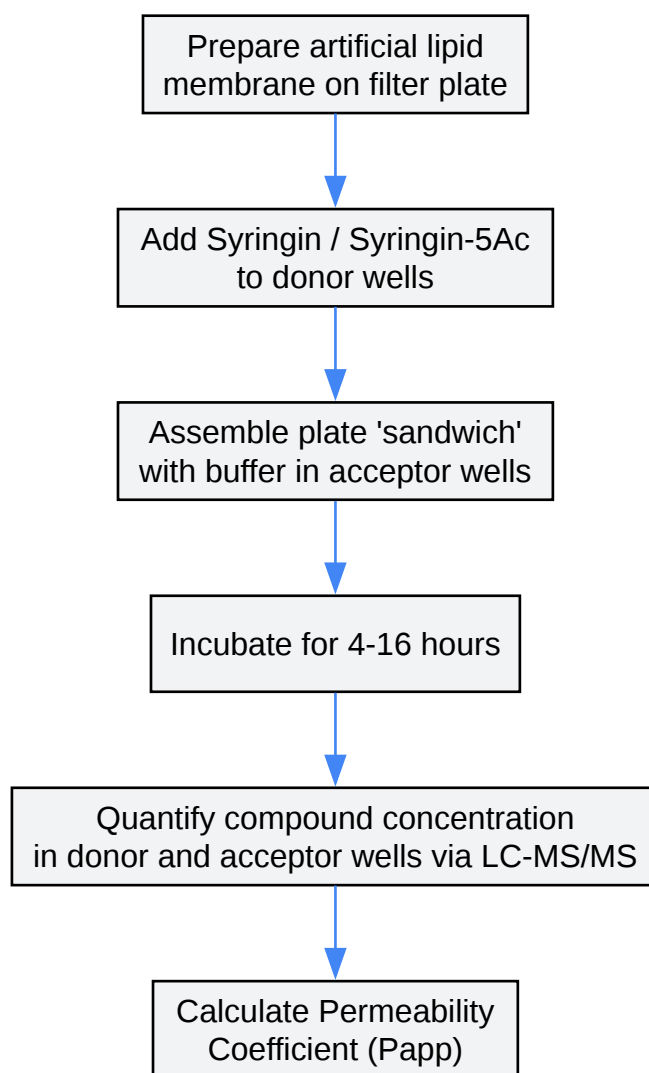 Prepare artificial lipid
membrane on filter plate
Add Syringin / Syringin-5Ac
to donor wells
Assemble plate 'sandwich'
with buffer in acceptor wells
Incubate for 4-16 hours
Quantify compound concentration
in donor and acceptor wells via LC-MS/MS
Calculate Permeability
Coefficient (Papp)